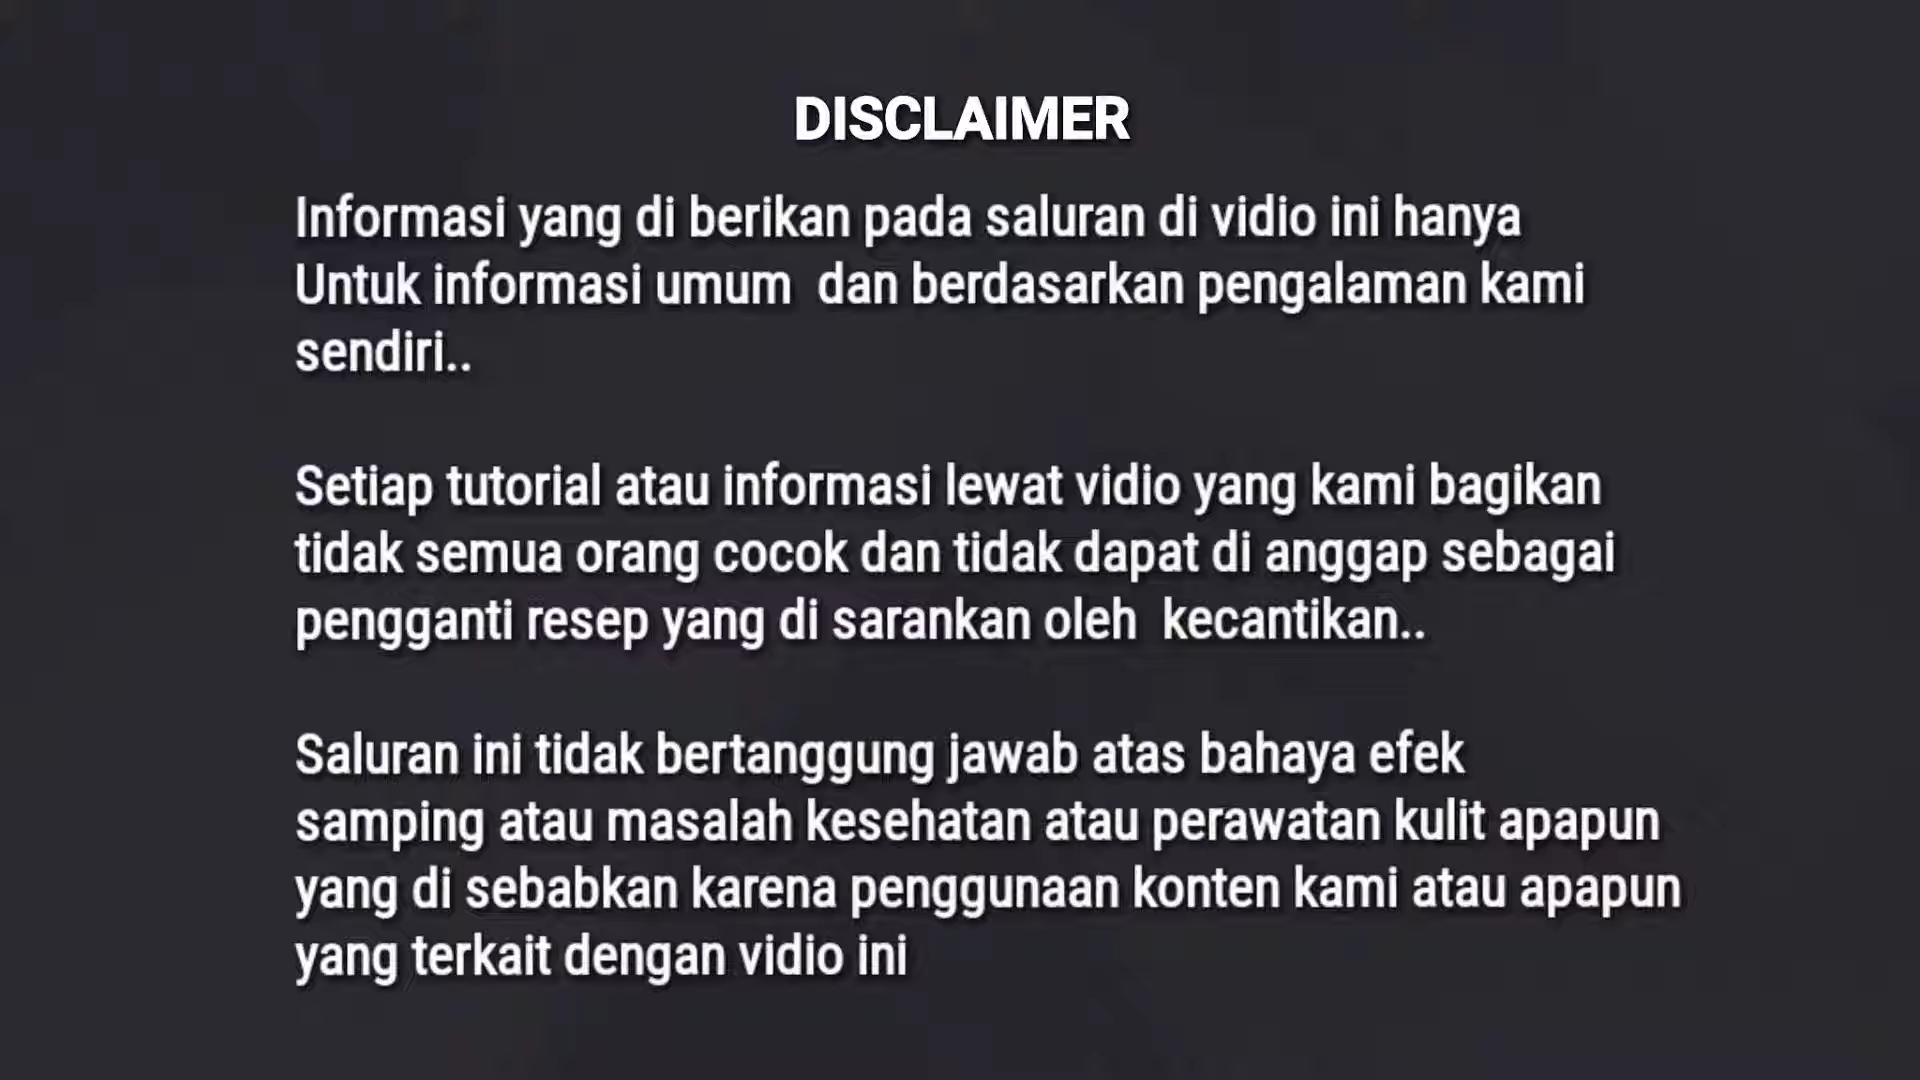 DISCLAIMER
Informasi yang di berikan pada saluran di vidio ini hanya
Untuk informasi umum  dan berdasarkan pengalaman kami
sendiri..
Setiap tutorial atau informasi lewat vidio yang kami bagikan
tidak semua orang cocok dan tidak dapat di anggap sebagai
pengganti resep yang di sarankan oleh  kecantikan..
Saluran ini tidak bertanggung jawab atas bahaya efek
samping atau masalah kesehatan atau perawatan kulit apapun
yang di sebabkan karena penggunaan konten kami atau apapun
yang terkait dengan vidio ini